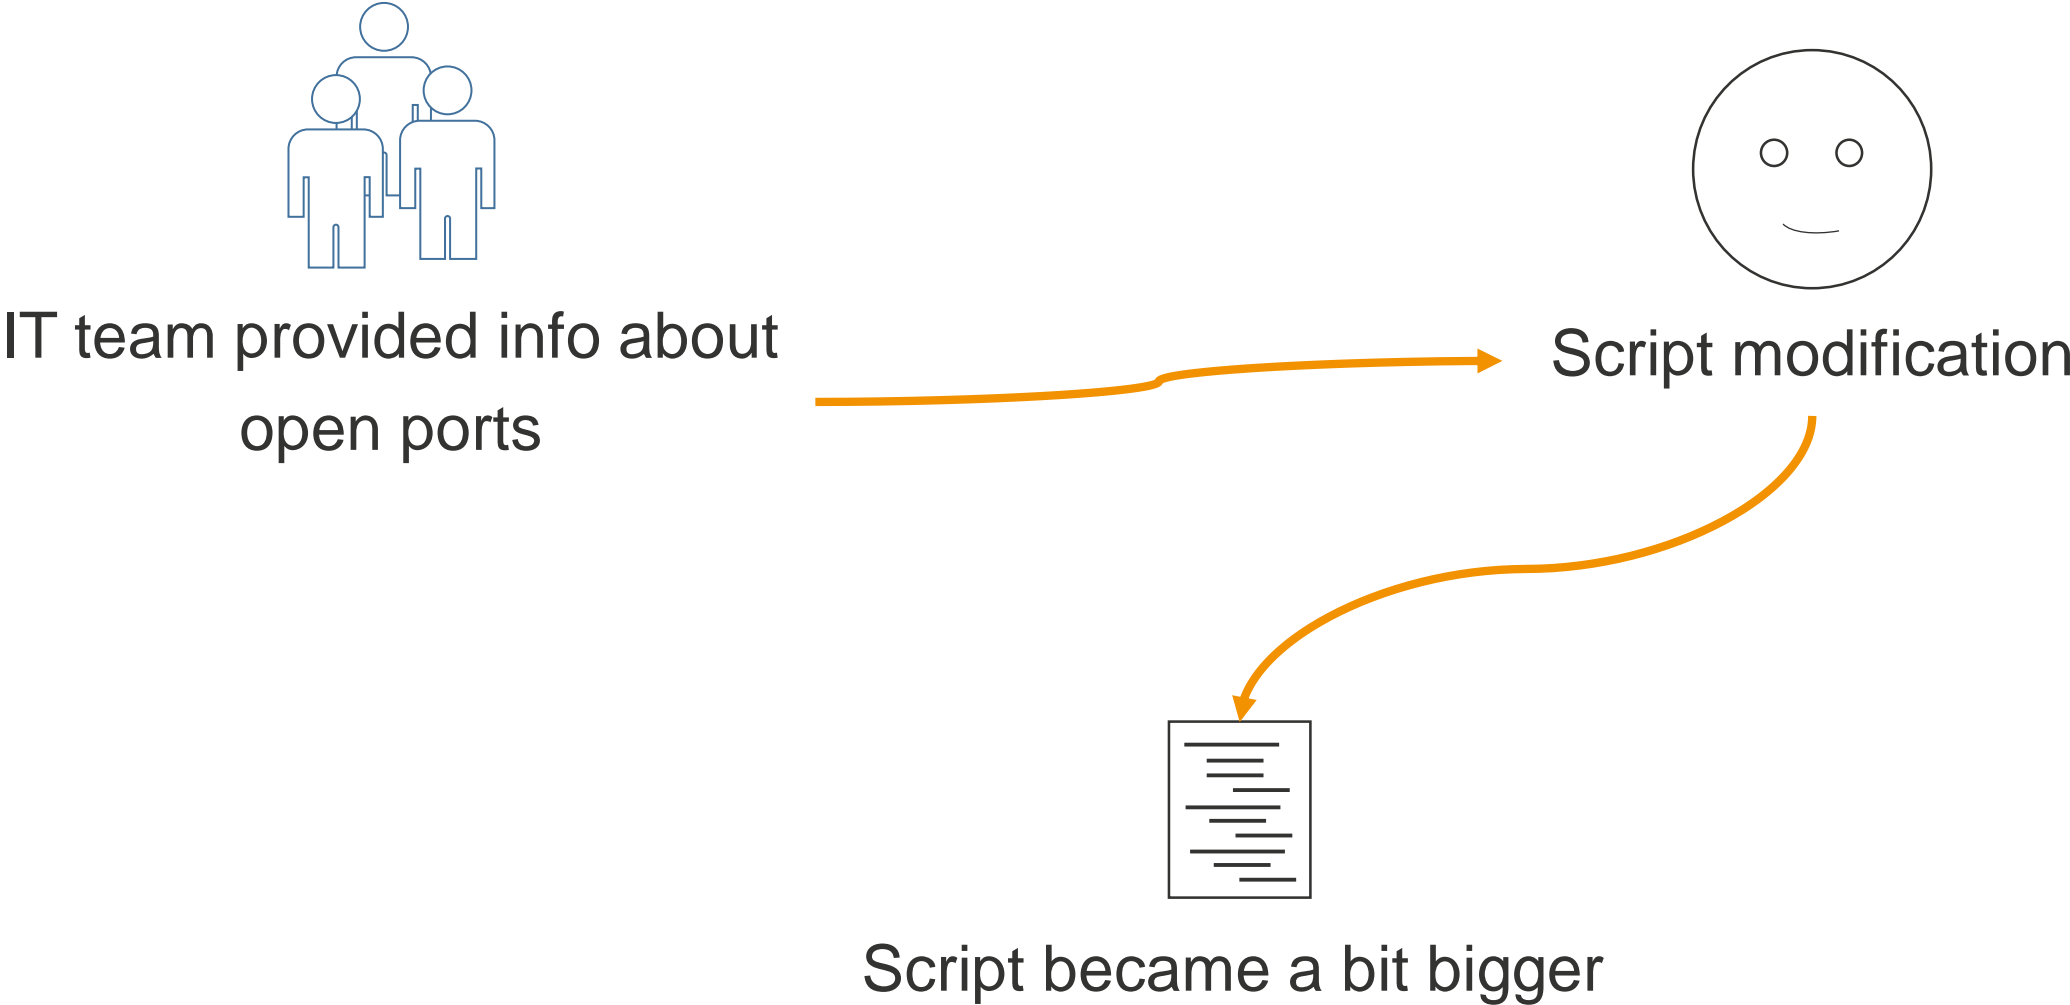 IT team provided info about
open ports
Script modification
Script became a bit bigger